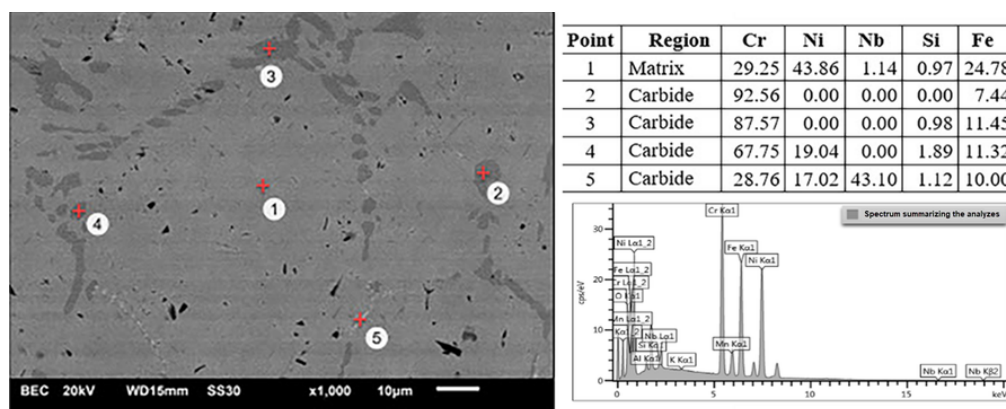 3
2
1
4
5
BEC 20kV WD15mm SS30 x1,000 10µm
Point Region Cr Ni Nb Si Fe
1 Matrix 29.25 43.86 1.14 0.97 24.78
2 Carbide 92.56 0.00 0.00 0.00 7.44
3 Carbide 87.57 0.00 0.00 0.98 11.45
4 Carbide 67.75 19.04 0.00 1.89 11.32
5 Carbide 28.76 17.02 43.10 1.12 10.00
Spectrum summarizing the analyzes
Cr Kα1
Ni Lα1_2
Fe Kα1
Ni Kα1
Fe Lα1_2
Cr Lα1_2
O Kα1
Mn Lα1_2
Nb Lα1
Si Kα1
Mn Kα1
Al Kα1
K Kα1
Nb Kα1
Nb Kβ2
cps/eV
30
20
10
0
0
5
10
15
keV